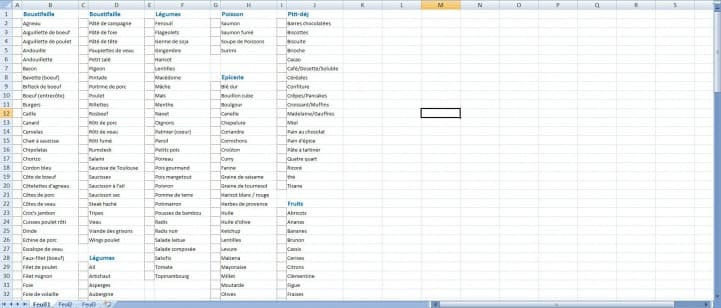 A B C D E F G H I J K L M N O P Q R S
1 Boustifaille Boustifaille Légumes Poisson Ptit-déj
2 Agneau Pâté de campagne Fenouil Saumon Barres chocolatées
3 Aiguillette de boeuf Pâté de foie Flageolets Saumon fumé Biscottes
4 Aiguillette de poulet Pâté de tête Germe de soja Soupe de Poissons Biscuits
5 Andouille Paupiettes de veau Gingembre Surimi Brioche
6 Andouillette Petit salé Haricot Cacao
7 Bacon Pigeon Lentilles Café/Dosette/Soluble
8 Bavette (boeuf) Pintade Macédoine Epicerie Céréales
9 Bifteck de boeuf Poitrine de porc Mâche Blé dur Confiture
10 Boeuf (entrecôte) Poulet Maïs Bouillon cube Crêpes/Pancakes
11 Burgers Rillettes Menthe Boulgour Croissant/Muffins
12 Caille Rosbeef Navet Canelle Madelaine/Gauffres
13 Canard Rôti de porc Oignons Chapelure Miel
14 Cervelas Rôti de veau Palmier (coeur) Coriandre Pain au chocolat
15 Chair à saucisse Rôti fumé Persil Cornichons Pain d'épice
16 Chipolatas Rumsteck Petits pois Croûton Pâte à tartiner
17 Chorizo Salami Poireau Curry Quatre quart
18 Cordon bleu Saucisse de Toulouse Pois gourmand Farine Ricoré
19 Côte de boeuf Saucisses Pois mangetout Graine de sesame thé
20 Côtelettes d'agneau Saucisson à l'ail Poivron Graine de tournesol Tisane
21 Côtes de porc Saucisson sec Pomme de terre Haricot blanc / rouge
22 Côtes de veau Steak haché Potimarron Herbes de provence Fruits
23 Croc's jambon Tripes Pousses de bambou Huile Abricots
24 Cuisses poulet rôti Veau Radis Huile d'olive Ananas
25 Dinde Viande des grisons Radis noir Ketchup Bananes
26 Echine de porc Wings poulet Salade laitue Lentilles Brunon
27 Escalope de veau Salade composée Levure Cassis
28 Faux-filet (boeuf) Légumes Salsifis Maïzena Cerises
29 Filet de poulet Ail Tomate Mayonaise Citrons
30 Filet mignon Artichaut Topinambourg Millet Clémentine
31 Foie Asperges Moutarde Figue
32 Foie de volaille Aubergine Olives Fraises
Feuil1 Feuil2 Feuil3